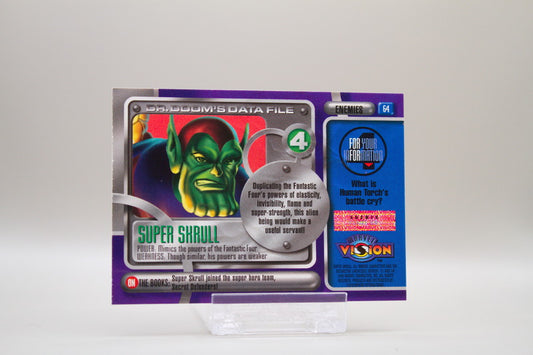 DR. DOOM'S DATA FILE
ENEMIES
64
4
FOR YOUR
INFORMATION
Duplicating the Fantastic
Four's powers of elasticity,
invisibility, flame and
super-strength, this alien
being would make a
useful servant!
What is
Human Torch's
battle cry?
SUPER SKRULL
POWER: Mimics the powers of the Fantastic Four.
WEAKNESS: Though similar, his powers are weaker
MARVEL
VISION
TM
ON THE BOOKS: Super Skrull joined the super hero team,
Secret Defenders!